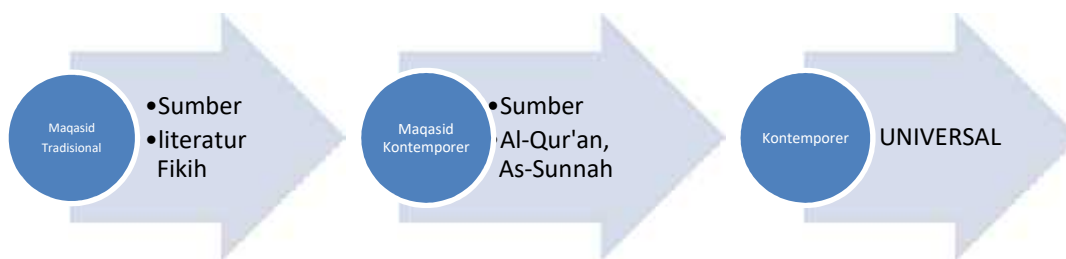 Maqasid
Tradisional
•Sumber
•literatur
Fikih
Maqasid
Kontemporer
•Sumber
•Al-Qur'an,
As-Sunnah
Kontemporer
UNIVERSAL